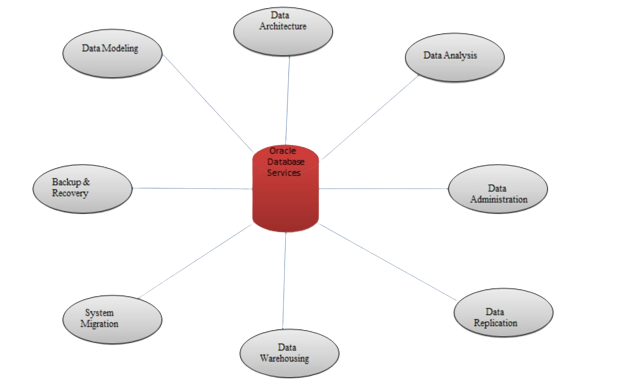 Data
Architecture
Data Modeling
Data Analysis
Oracle
Database
Services
Backup &
Recovery
Data
Administration
System
Migration
Data
Replication
Data
Warehousing